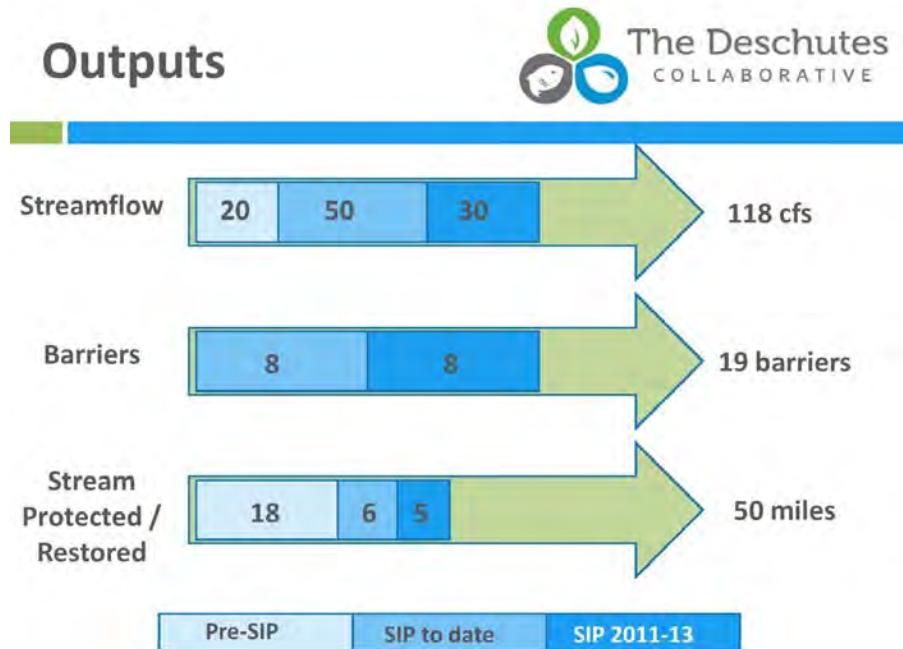 Outputs
The Deschutes
COLLABORATIVE
Streamflow
20 50 30
118 cfs
Barriers
8 8
19 barriers
Stream
Protected /
Restored
18 6 5
50 miles
Pre-SIP SIP to date SIP 2011-13